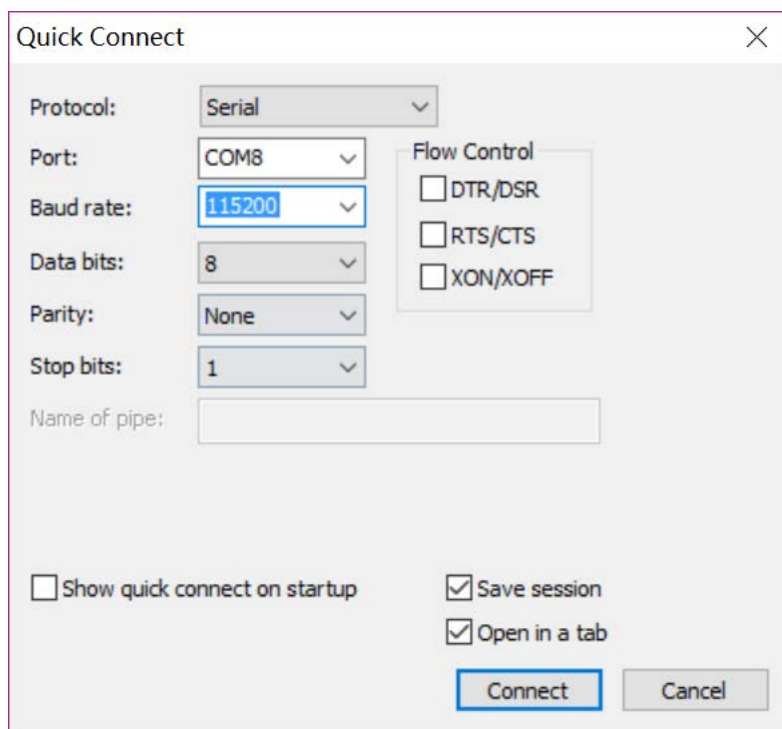 Quick Connect
Protocol: Serial
Port: COM8
Flow Control
Baud rate: 115200
DTR/DSR
RTS/CTS
Data bits: 8
XON/XOFF
Parity: None
Stop bits: 1
Name of pipe:
Show quick connect on startup
Save session
Open in a tab
Connect
Cancel